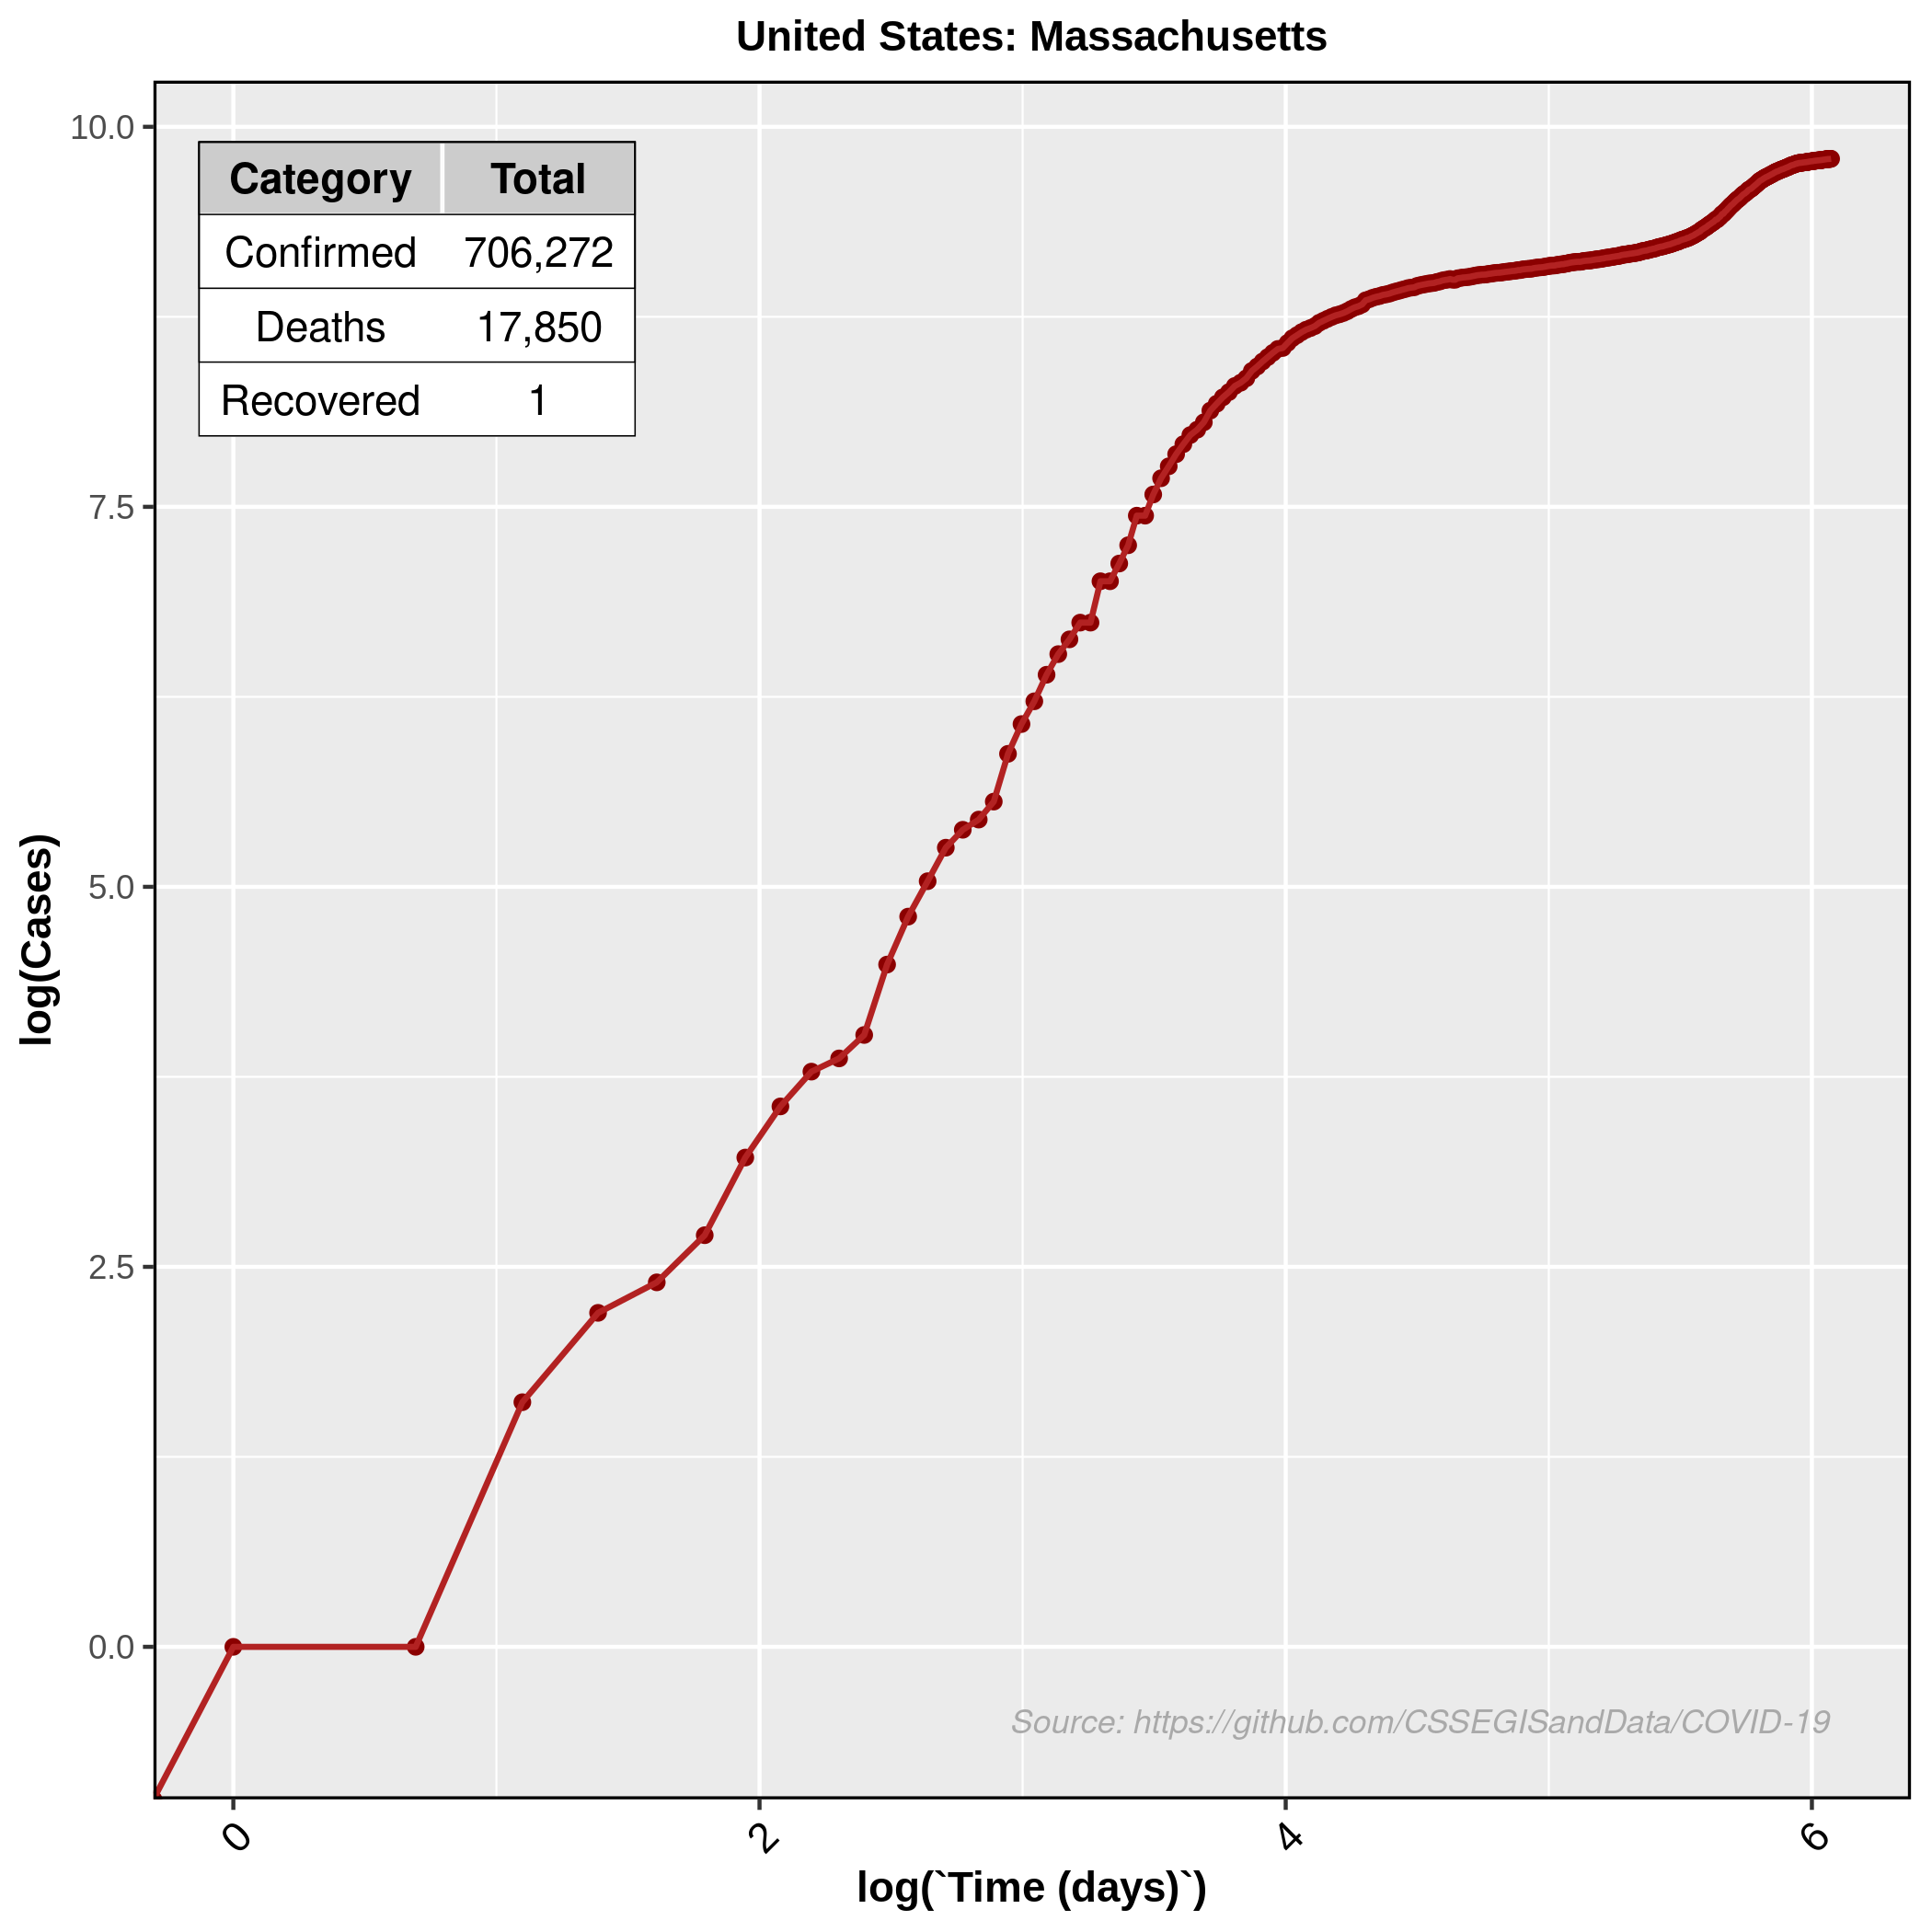 United States: Massachusetts
10.0
7.5
5.0
2.5
0.0
log(Cases)
Category Total
Confirmed 706,272
Deaths 17,850
Recovered 1
Source: https://github.com/CSSEGISandData/COVID-19
0 2 4 6
log(`Time (days)`)